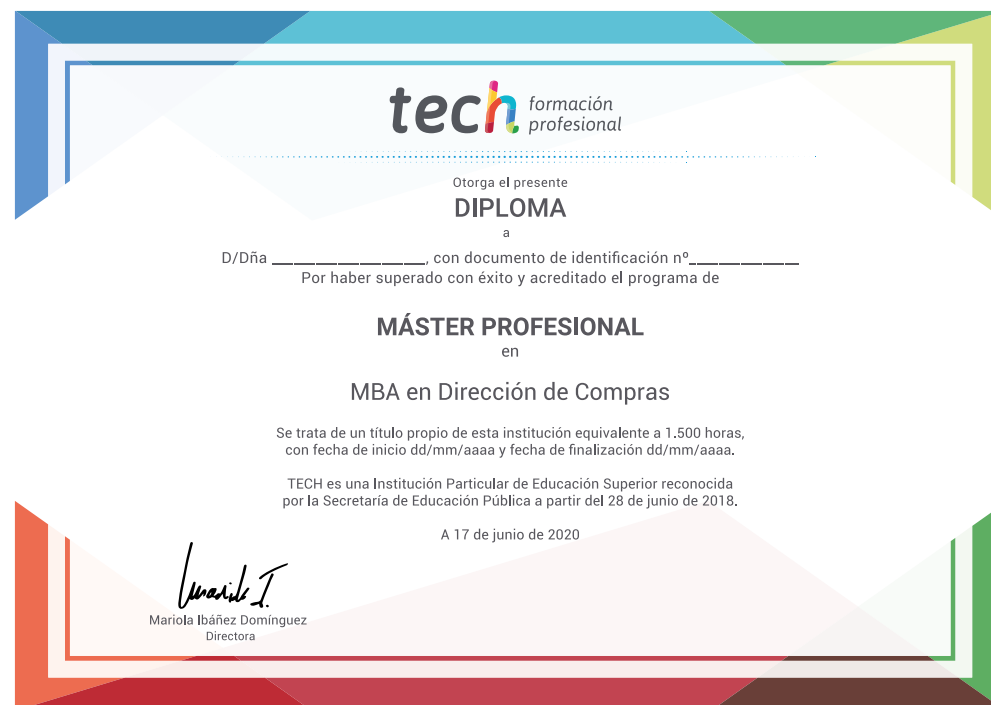 tech formación
profesional
Otorga el presente
DIPLOMA
a
D/Dña ______________, con documento de identificación nº__________
Por haber superado con éxito y acreditado el programa de
MÁSTER PROFESIONAL
en
MBA en Dirección de Compras
Se trata de un título propio de esta institución equivalente a 1.500 horas,
con fecha de inicio dd/mm/aaaa y fecha de finalización dd/mm/aaaa.
TECH es una Institución Particular de Educación Superior reconocida
por la Secretaría de Educación Pública a partir del 28 de junio de 2018.
A 17 de junio de 2020
Mariola Ibáñez Domínguez
Directora